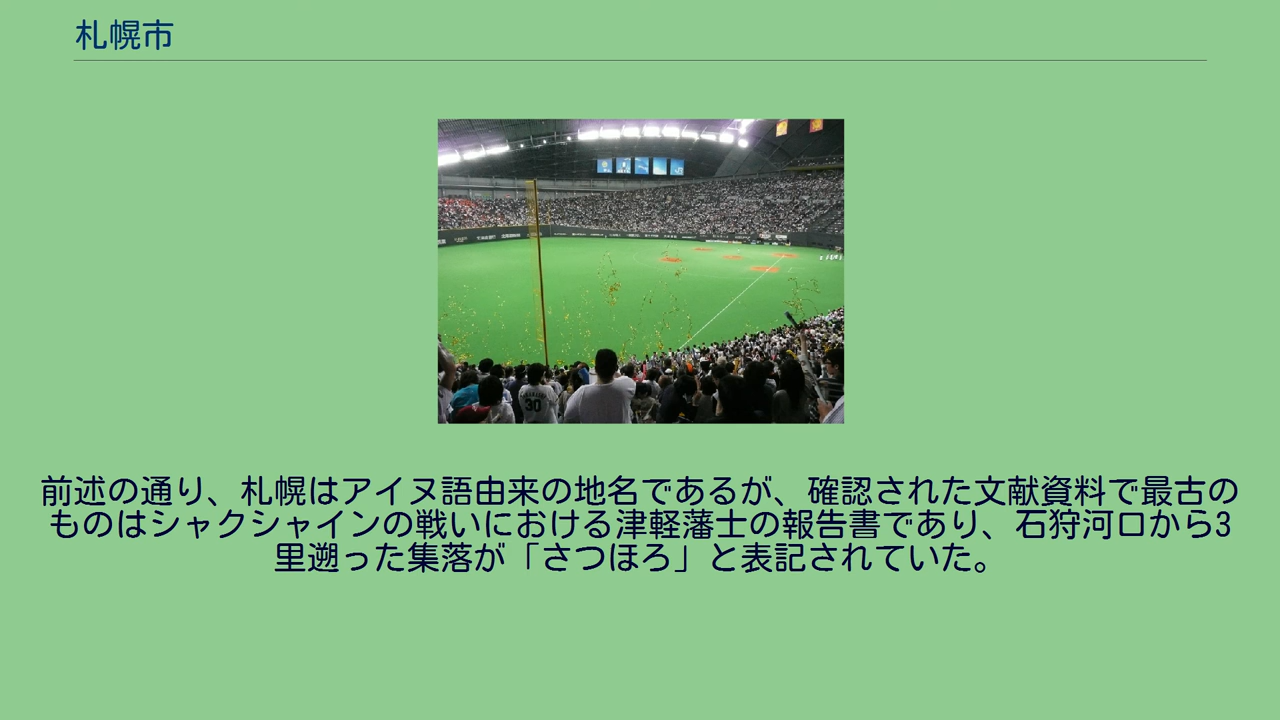 札幌市
30
前述の通り、札幌はアイヌ語由来の地名であるが、確認された文献資料で最古の
ものはシャクシャインの戦いにおける津軽藩士の報告書であり、石狩河口から3
里遡った集落が「さつほろ」と表記されていた。